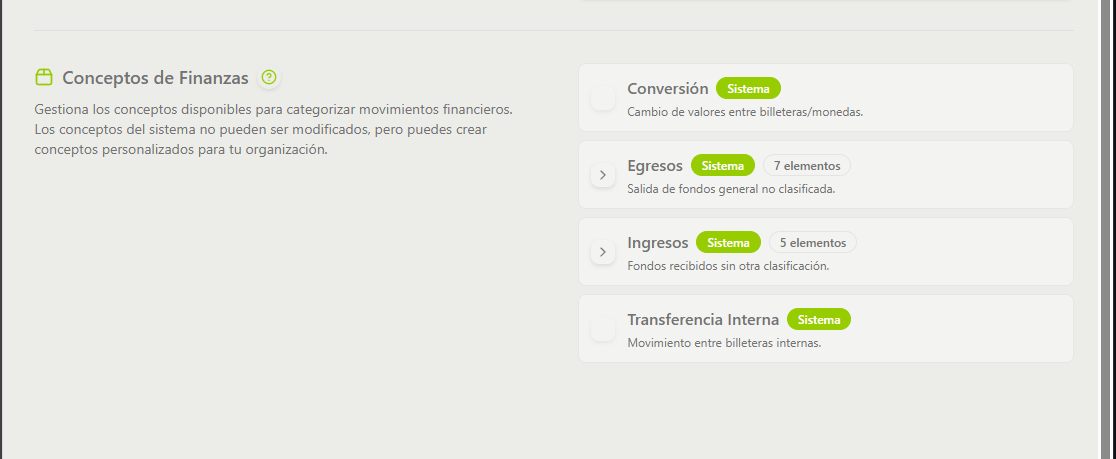 Conceptos de Finanzas
Gestiona los conceptos disponibles para categorizar movimientos financieros.
Los conceptos del sistema no pueden ser modificados, pero puedes crear
conceptos personalizados para tu organización.
Conversión Sistema
Cambio de valores entre billeteras/monedas.
Egresos Sistema 7 elementos
Salida de fondos general no clasificada.
Ingresos Sistema 5 elementos
Fondos recibidos sin otra clasificación.
Transferencia Interna Sistema
Movimiento entre billeteras internas.